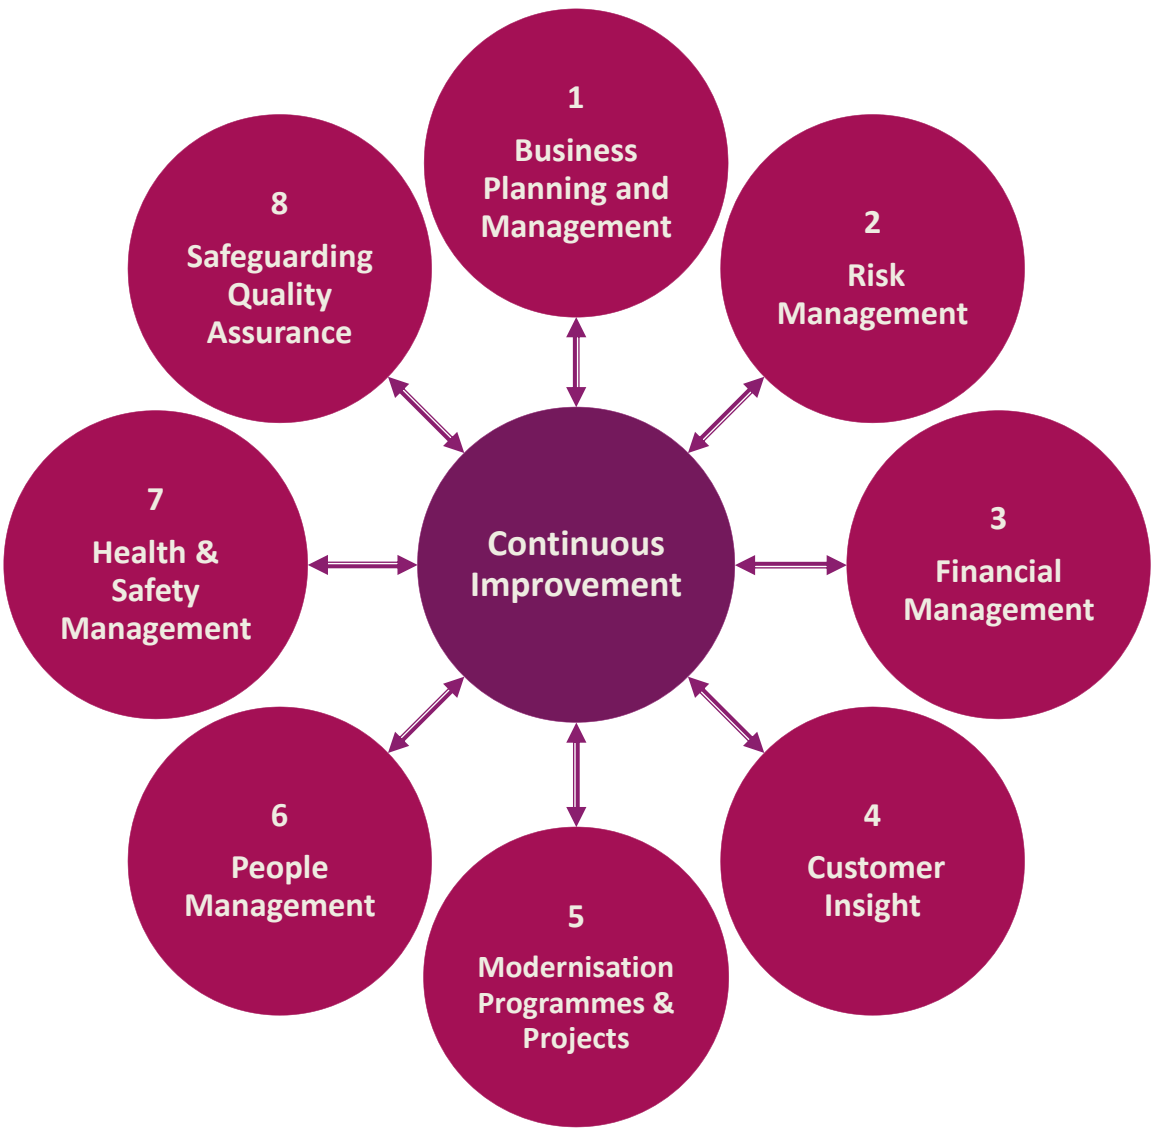 1
Business
Planning and
Management
2
Risk
Management
3
Financial
Management
4
Customer
Insight
5
Modernisation
Programmes &
Projects
6
People
Management
7
Health &
Safety
Management
8
Safeguarding
Quality
Assurance
Continuous
Improvement